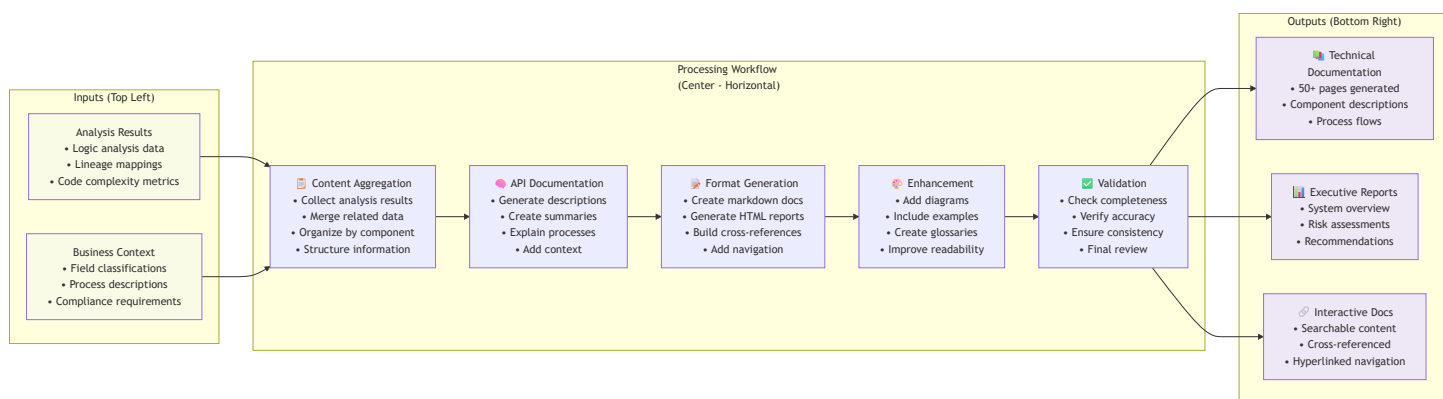 Inputs (Top Left)
Analysis Results
• Logic analysis data
• Lineage mappings
• Code complexity metrics
Business Context
• Field classifications
• Process descriptions
• Compliance requirements
Processing Workflow
(Center - Horizontal)
📋 Content Aggregation
• Collect analysis results
• Merge related data
• Organize by component
• Structure information
🧠 API Documentation
• Generate descriptions
• Create summaries
• Explain processes
• Add context
📝 Format Generation
• Create markdown docs
• Generate HTML reports
• Build cross-references
• Add navigation
🎨 Enhancement
• Add diagrams
• Include examples
• Create glossaries
• Improve readability
✅ Validation
• Check completeness
• Verify accuracy
• Ensure consistency
• Final review
Outputs (Bottom Right)
📚 Technical
Documentation
• 50+ pages generated
• Component descriptions
• Process flows
📊 Executive Reports
• System overview
• Risk assessments
• Recommendations
🔗 Interactive Docs
• Searchable content
• Cross-referenced
• Hyperlinked navigation